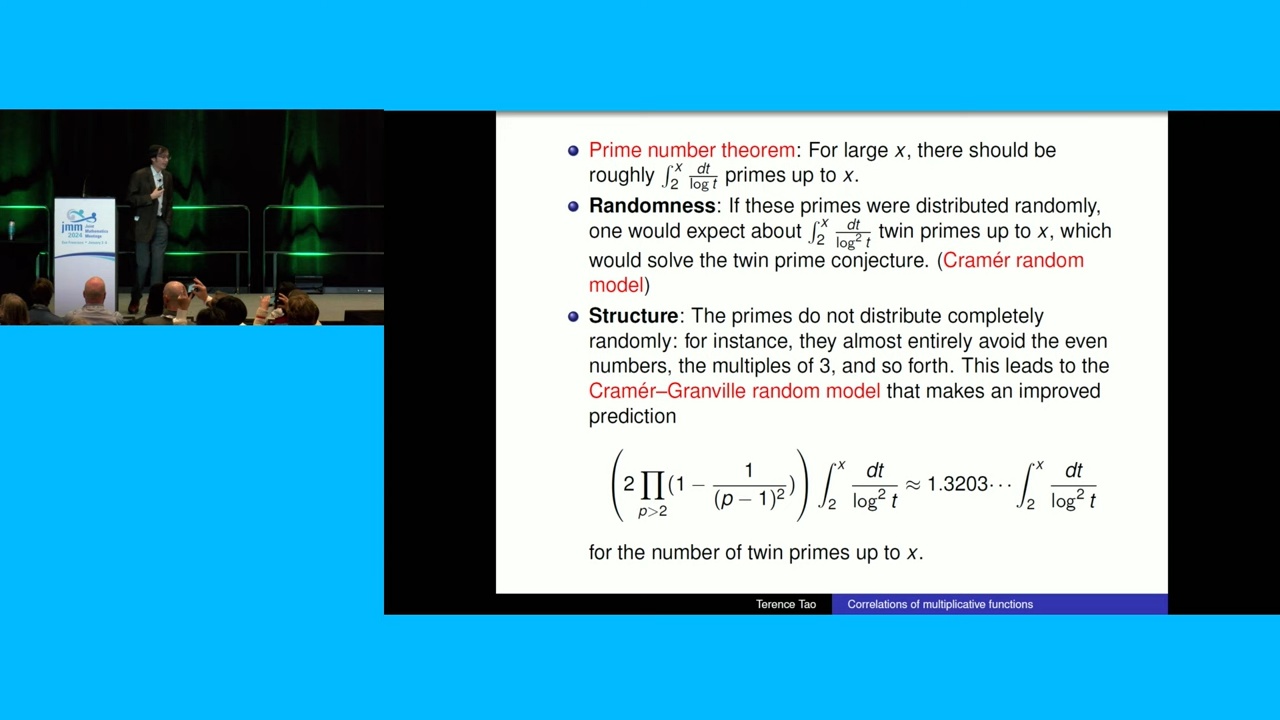 jmm
2024
Joint
Mathematics
Meetings
Prime number theorem: For large x, there should be
roughly ∫₂ˣ dt/log t primes up to x.
Randomness: If these primes were distributed randomly,
one would expect about ∫₂ˣ dt/log² t twin primes up to x, which
would solve the twin prime conjecture. (Cramér random
model)
Structure: The primes do not distribute completely
randomly: for instance, they almost entirely avoid the even
numbers, the multiples of 3, and so forth. This leads to the
Cramér–Granville random model that makes an improved
prediction
(2 ∏_{p>2} (1 − 1/(p − 1)²)) ∫₂ˣ dt/log² t ≈ 1.3203⋯ ∫₂ˣ dt/log² t
for the number of twin primes up to x.
Terence Tao Correlations of multiplicative functions